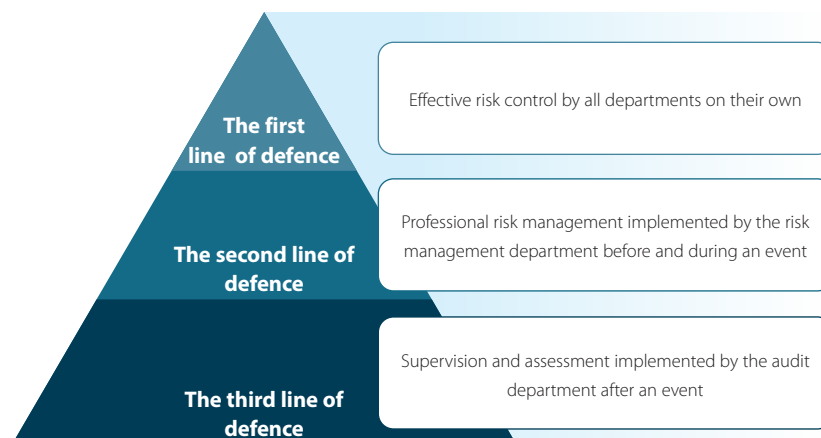 The first
line of defence
Effective risk control by all departments on their own
The second line of
defence
Professional risk management implemented by the risk
management department before and during an event
The third line of
defence
Supervision and assessment implemented by the audit
department after an event